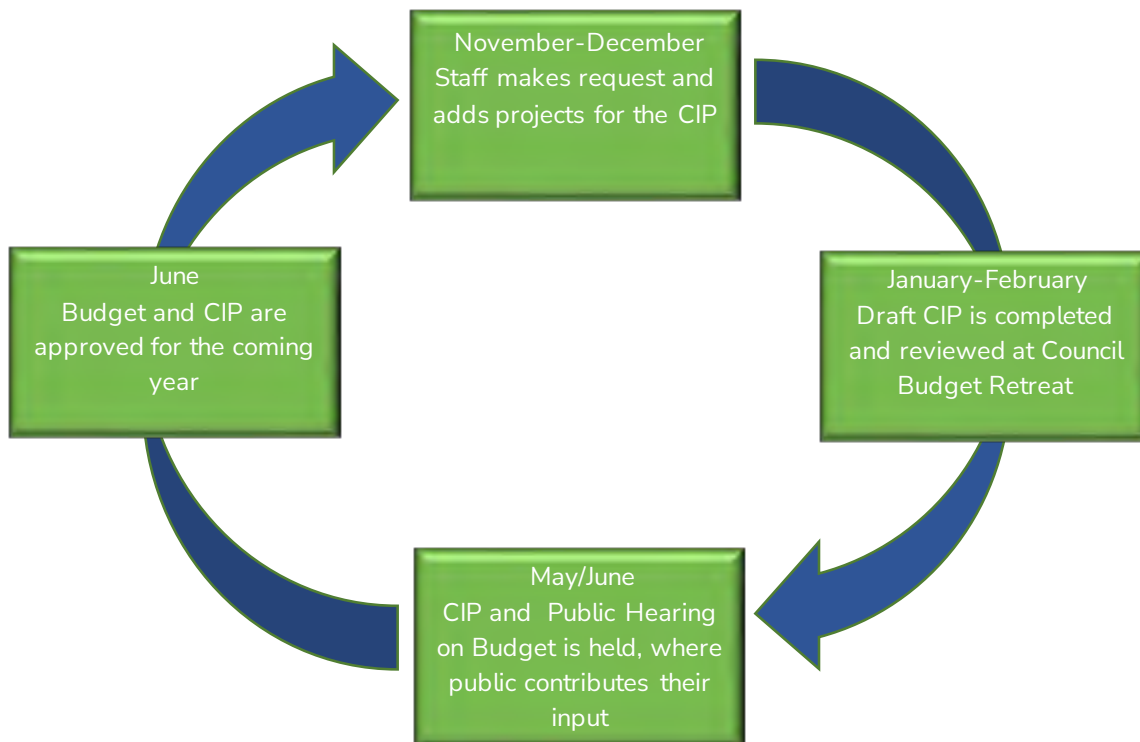 November-December
Staff makes request and
adds projects for the CIP
January-February
Draft CIP is completed
and reviewed at Council
Budget Retreat
May/June
CIP and Public Hearing
on Budget is held, where
public contributes their
input
June
Budget and CIP are
approved for the coming
year